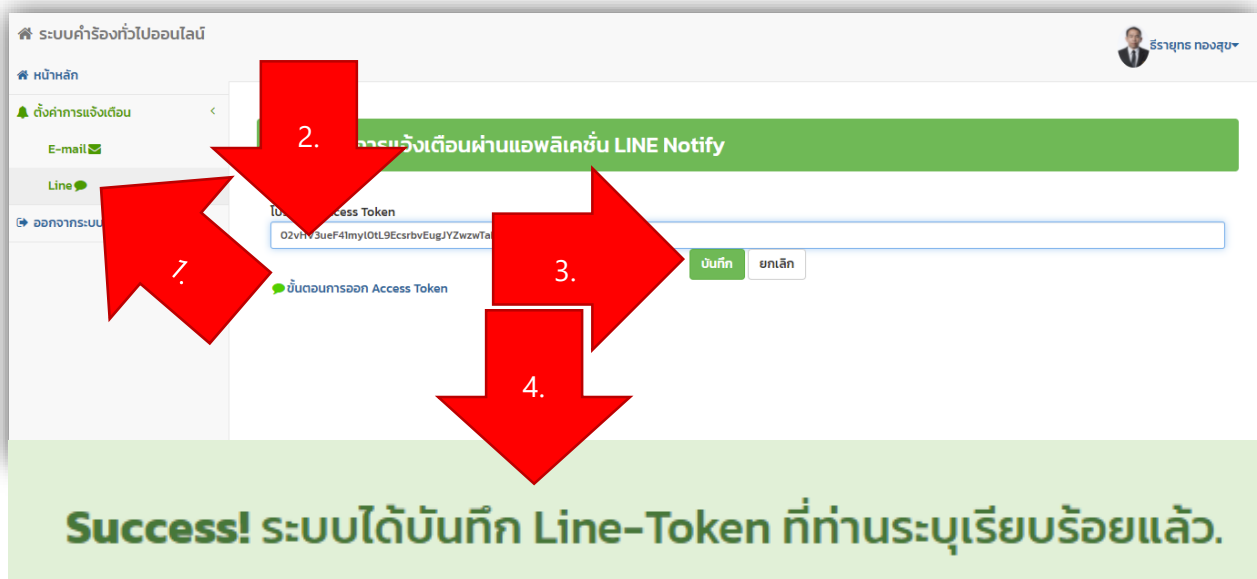 ระบบคำร้องทั่วไปออนไลน์
ธีรายุทธ ทองสุข
หน้าหลัก
ตั้งค่าการแจ้งเตือน
E-mail
Line
ออกจากระบบ
1.
2.
การแจ้งเตือนผ่านแอพลิเคชั่น LINE Notify
Access Token
3.
บันทึก ยกเลิก
ขั้นตอนการออก Access Token
4.
Success! ระบบได้บันทึก Line-Token ที่ท่านระบุเรียบร้อยแล้ว.